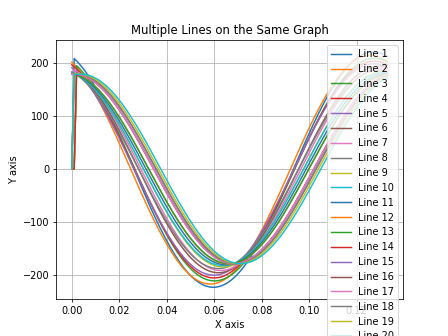 Multiple Lines on the Same Graph
200
100
0
−100
−200
Y axis
0.00
0.02
0.04
0.06
0.08
0.10
X axis
Line 1
Line 2
Line 3
Line 4
Line 5
Line 6
Line 7
Line 8
Line 9
Line 10
Line 11
Line 12
Line 13
Line 14
Line 15
Line 16
Line 17
Line 18
Line 19
Line 20